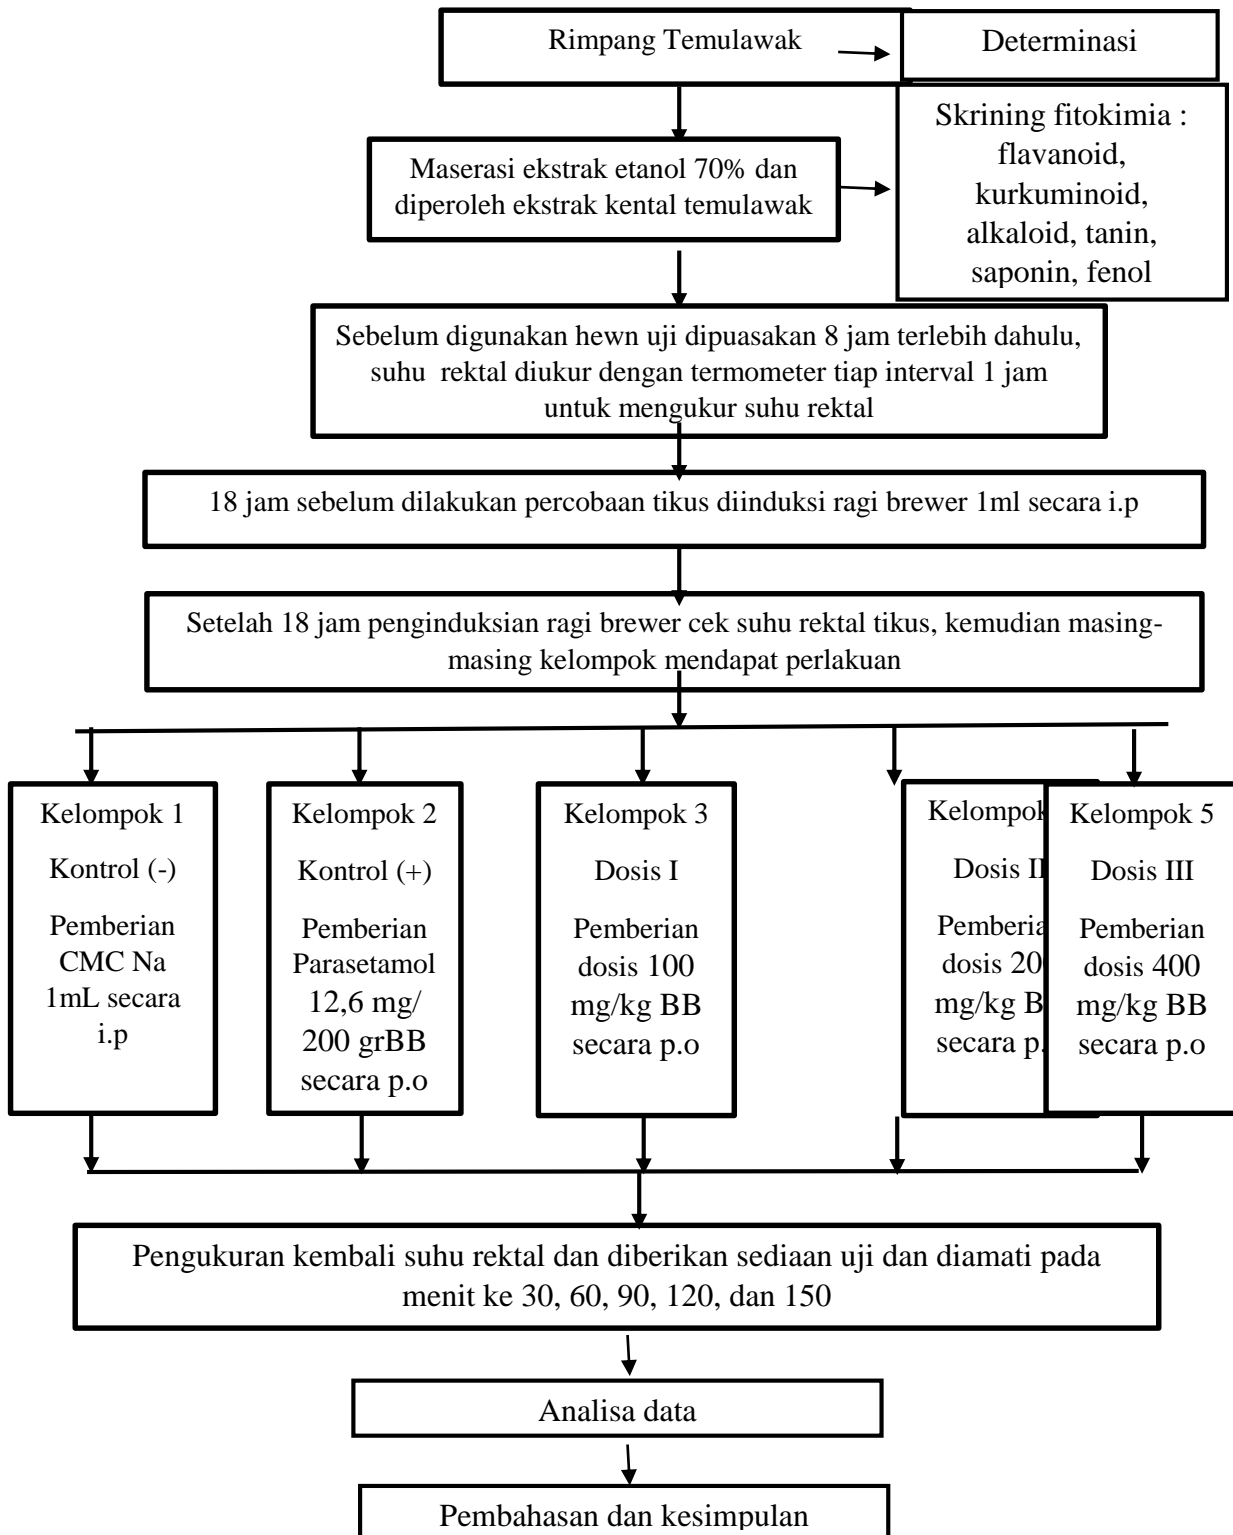 Rimpang Temulawak
Determinasi
Skrining fitokimia :
flavanoid,
kurkuminoid,
alkaloid, tanin,
saponin, fenol
Maserasi ekstrak etanol 70% dan
diperoleh ekstrak kental temulawak
Sebelum digunakan hewn uji dipuasakan 8 jam terlebih dahulu,
suhu rektal diukur dengan termometer tiap interval 1 jam
untuk mengukur suhu rektal
18 jam sebelum dilakukan percobaan tikus diinduksi ragi brewer 1ml secara i.p
Setelah 18 jam penginduksian ragi brewer cek suhu rektal tikus, kemudian masing-
masing kelompok mendapat perlakuan
Kelompok 1
Kontrol (-)
Pemberian
CMC Na
1mL secara
i.p
Kelompok 2
Kontrol (+)
Pemberian
Parasetamol
12,6 mg/
200 grBB
secara p.o
Kelompok 3
Dosis I
Pemberian
dosis 100
mg/kg BB
secara p.o
Kelompok
Dosis II
dosis
mg/kg
secara
Kelompok 5
Dosis III
Pemberian
dosis 400
mg/kg BB
secara p.o
Pengukuran kembali suhu rektal dan diberikan sediaan uji dan diamati pada
menit ke 30, 60, 90, 120, dan 150
Analisa data
Pembahasan dan kesimpulan